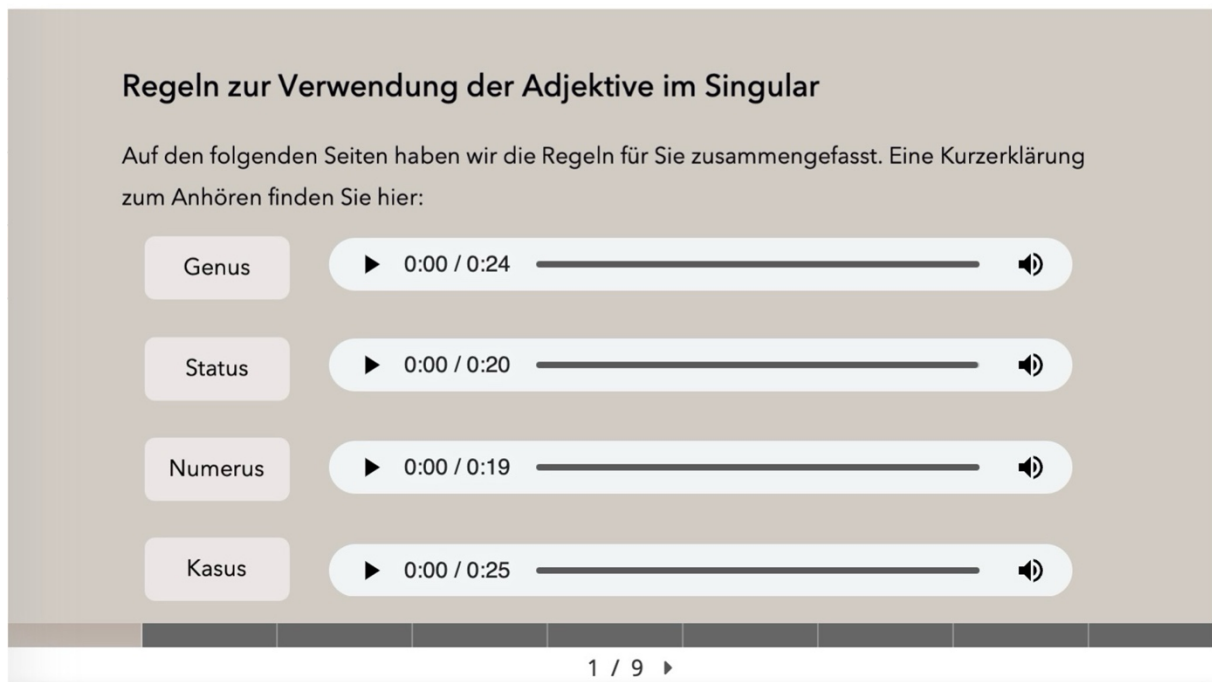 Regeln zur Verwendung der Adjektive im Singular
Auf den folgenden Seiten haben wir die Regeln für Sie zusammengefasst. Eine Kurzerklärung
zum Anhören finden Sie hier:
Genus 0:00 / 0:24
Status 0:00 / 0:20
Numerus 0:00 / 0:19
Kasus 0:00 / 0:25
1 / 9